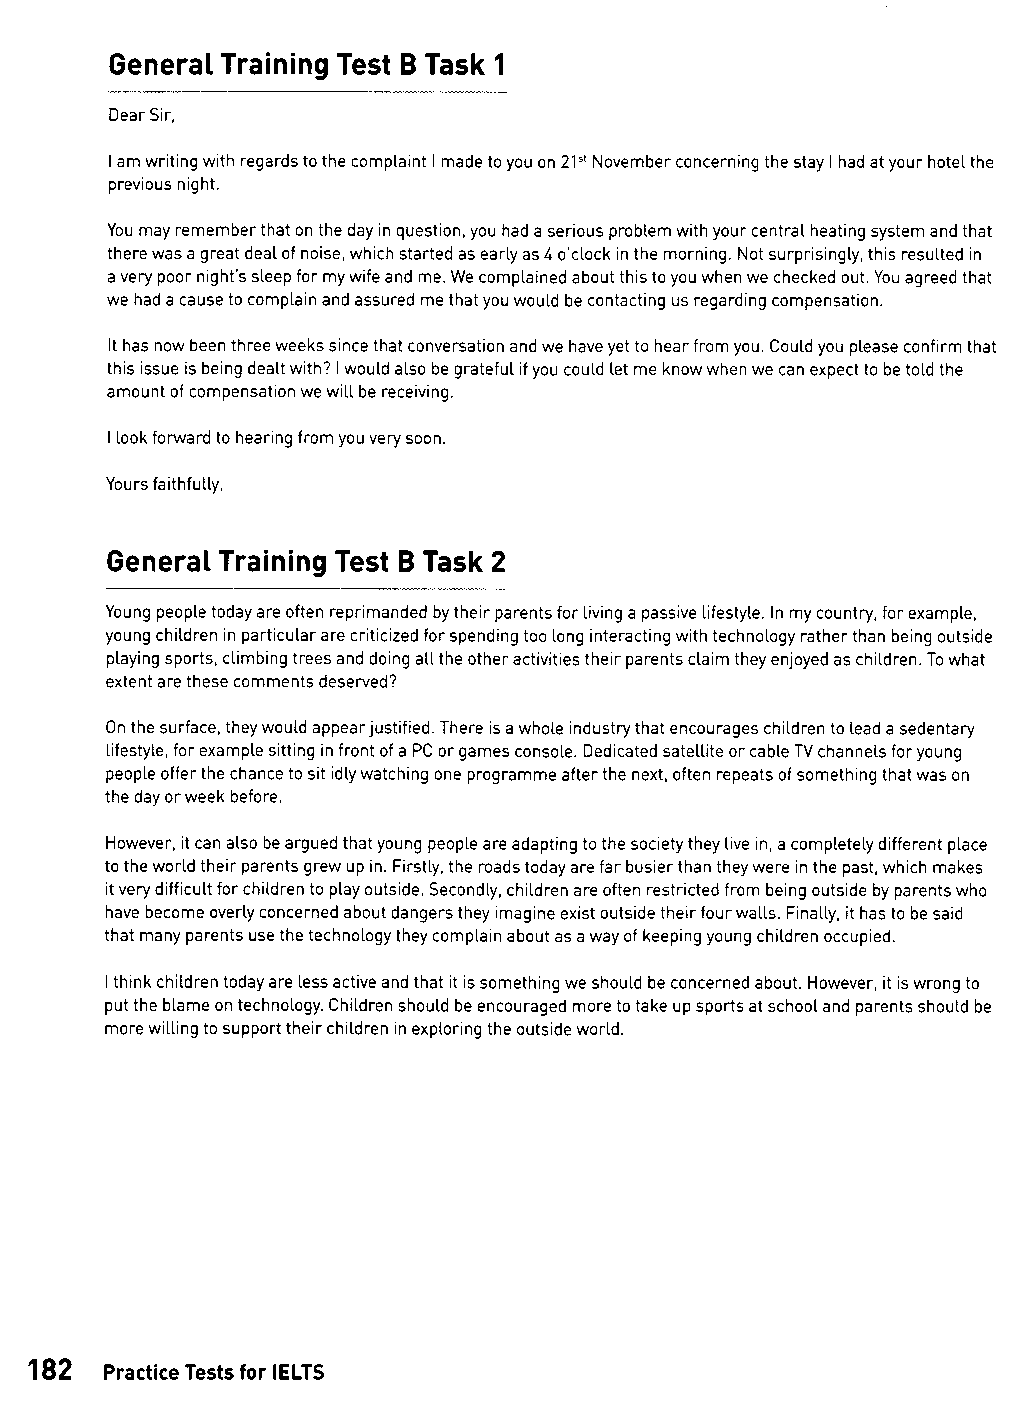 General Training Test B Task 1
Dear Sir,
I am writing with regards to the complaint I made to you on 21st November concerning the stay I had at your hotel the
previous night.
You may remember that on the day in question, you had a serious problem with your central heating system and that
there was a great deal of noise, which started as early as 4 o'clock in the morning. Not surprisingly, this resulted in
a very poor night's sleep for my wife and me. We complained about this to you when we checked out. You agreed that
we had a cause to complain and assured me that you would be contacting us regarding compensation.
It has now been three weeks since that conversation and we have yet to hear from you. Could you please confirm that
this issue is being dealt with? I would also be grateful if you could let me know when we can expect to be told the
amount of compensation we will be receiving.
I look forward to hearing from you very soon.
Yours faithfully,
General Training Test B Task 2
Young people today are often reprimanded by their parents for living a passive lifestyle. In my country, for example,
young children in particular are criticized for spending too long interacting with technology rather than being outside
playing sports, climbing trees and doing all the other activities their parents claim they enjoyed as children. To what
extent are these comments deserved?
On the surface, they would appear justified. There is a whole industry that encourages children to lead a sedentary
lifestyle, for example sitting in front of a PC or games console. Dedicated satellite or cable TV channels for young
people offer the chance to sit idly watching one programme after the next, often repeats of something that was on
the day or week before.
However, it can also be argued that young people are adapting to the society they live in, a completely different place
to the world their parents grew up in. Firstly, the roads today are far busier than they were in the past, which makes
it very difficult for children to play outside. Secondly, children are often restricted from being outside by parents who
have become overly concerned about dangers they imagine exist outside their four walls. Finally, it has to be said
that many parents use the technology they complain about as a way of keeping young children occupied.
I think children today are less active and that it is something we should be concerned about. However, it is wrong to
put the blame on technology. Children should be encouraged more to take up sports at school and parents should be
more willing to support their children in exploring the outside world.
182 Practice Tests for IELTS